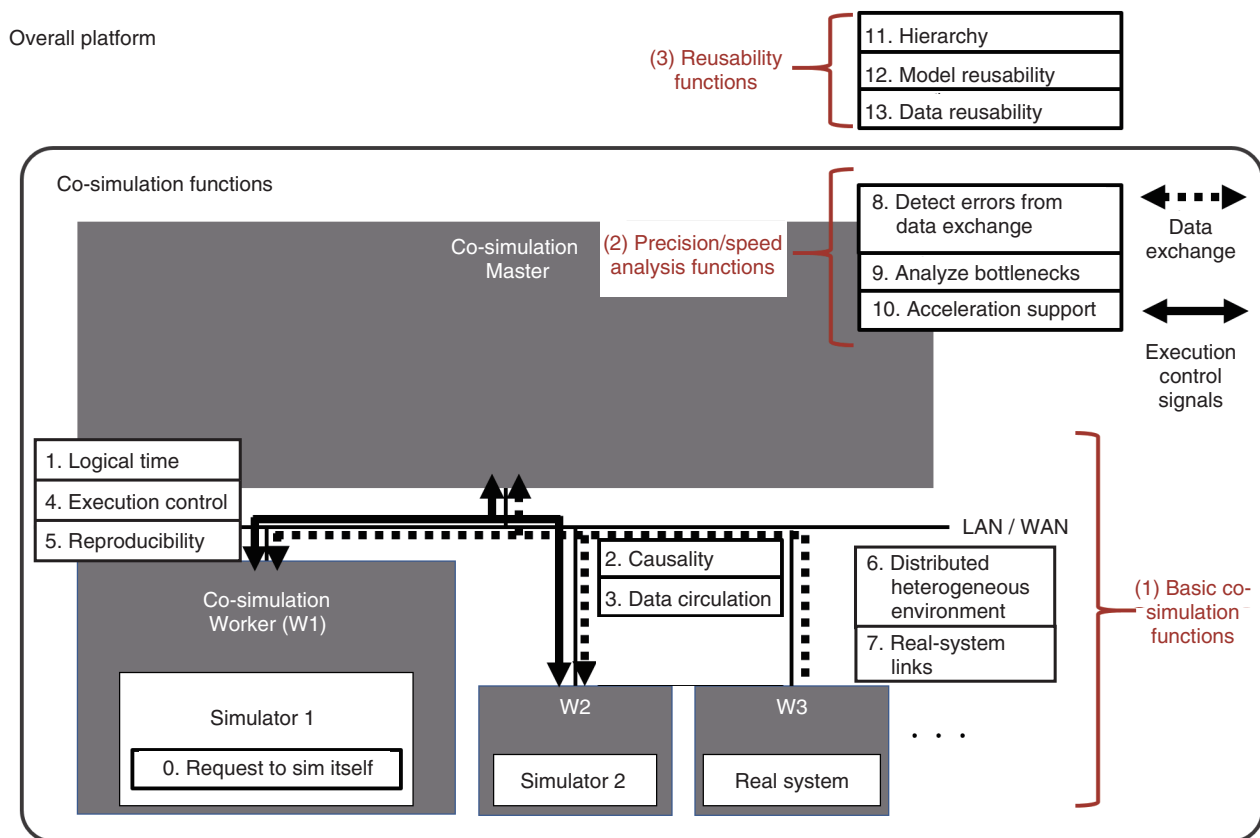 Overall platform
(3) Reusability
functions
11. Hierarchy
12. Model reusability
13. Data reusability
Co-simulation functions
Co-simulation
Master
(2) Precision/speed
analysis functions
8. Detect errors from
data exchange
9. Analyze bottlenecks
10. Acceleration support
Data
exchange
Execution
control
signals
1. Logical time
4. Execution control
5. Reproducibility
LAN / WAN
2. Causality
3. Data circulation
6. Distributed
heterogeneous
environment
7. Real-system
links
(1) Basic co-
simulation
functions
Co-simulation
Worker (W1)
Simulator 1
0. Request to sim itself
W2
Simulator 2
W3
Real system
. . .